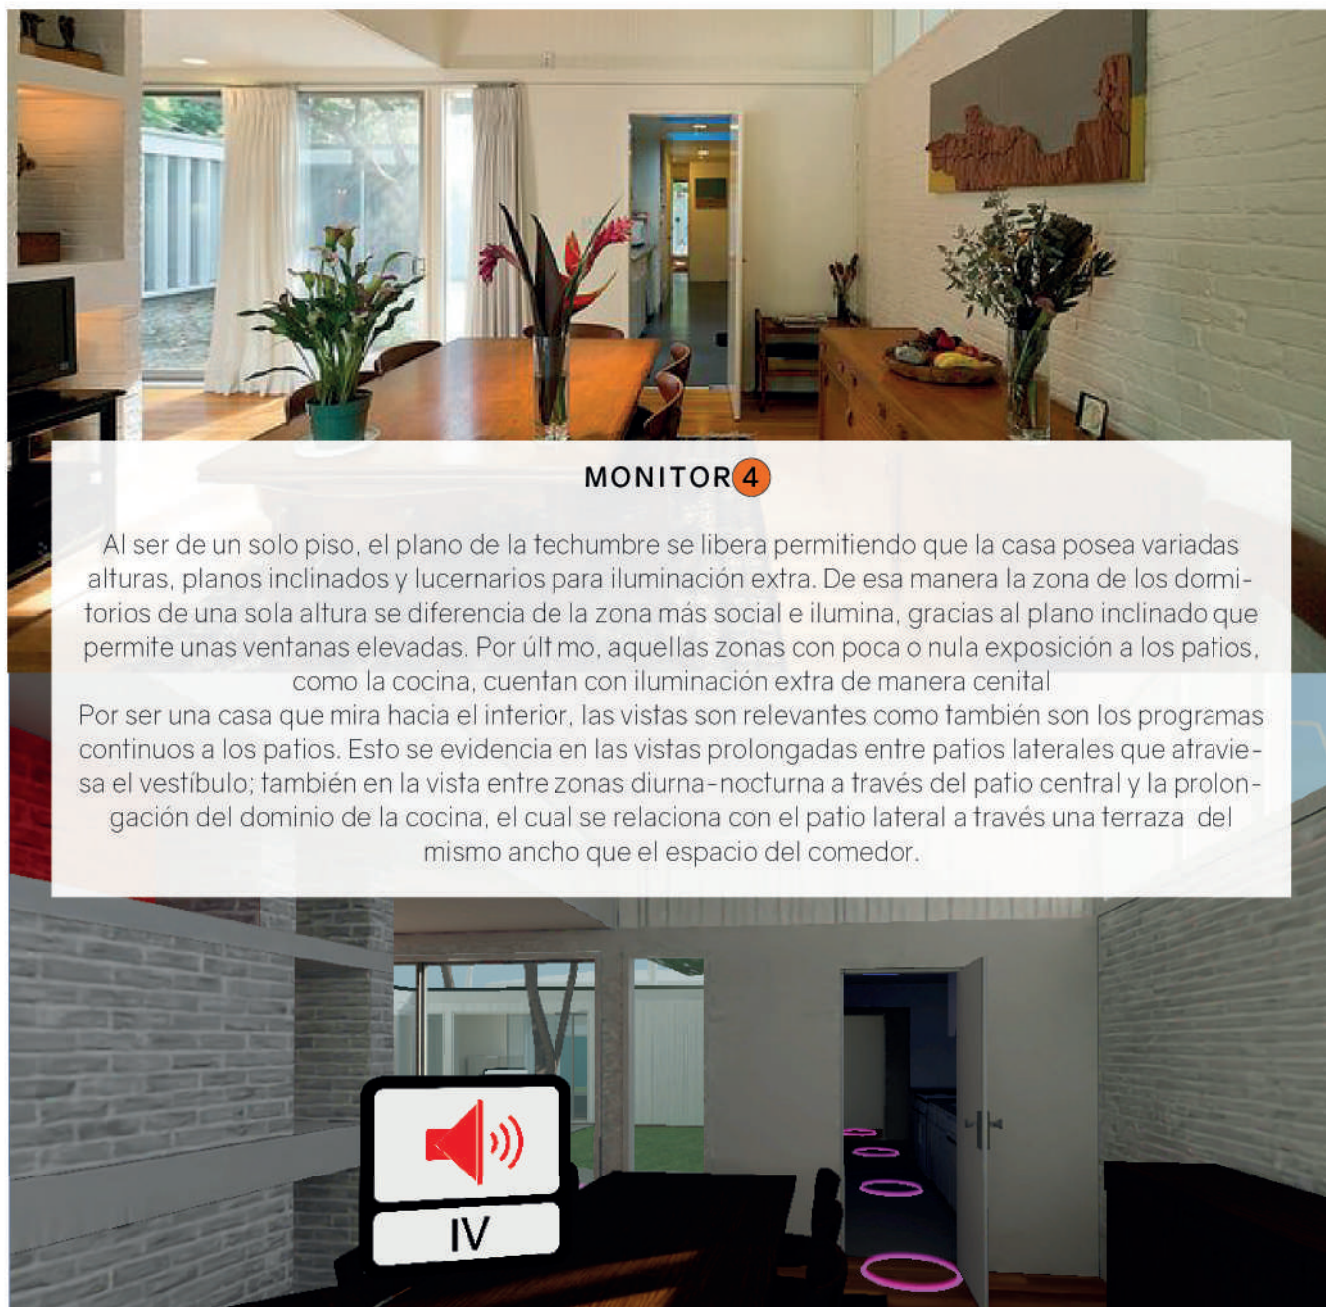 MONITOR 4
Al ser de un solo piso, el plano de la techumbre se libera permitiendo que la casa posea variadas
alturas, planos inclinados y lucernarios para iluminación extra. De esa manera la zona de los dormi-
torios de una sola altura se diferencia de la zona más social e ilumina, gracias al plano inclinado que
permite unas ventanas elevadas. Por últ mo, aquellas zonas con poca o nula exposición a los patios,
como la cocina, cuentan con iluminación extra de manera cenital
Por ser una casa que mira hacia el interior, las vistas son relevantes como también son los programas
continuos a los patios. Esto se evidencia en las vistas prolongadas entre patios laterales que atravie-
sa el vestíbulo; también en la vista entre zonas diurna-nocturna a través del patio central y la prolon-
gación del dominio de la cocina, el cual se relaciona con el patio lateral a través una terraza del
mismo ancho que el espacio del comedor.
IV